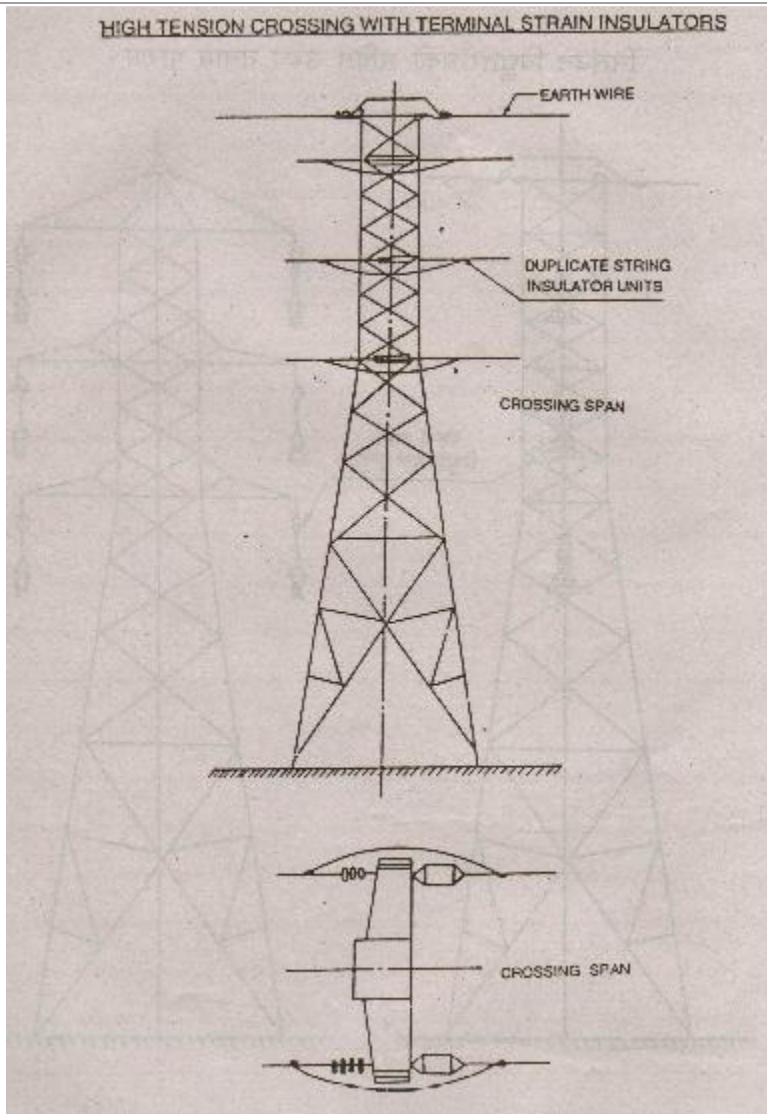 HIGH TENSION CROSSING WITH TERMINAL STRAIN INSULATORS
EARTH WIRE
DUPLICATE STRING
INSULATOR UNITS
CROSSING SPAN
CROSSING SPAN